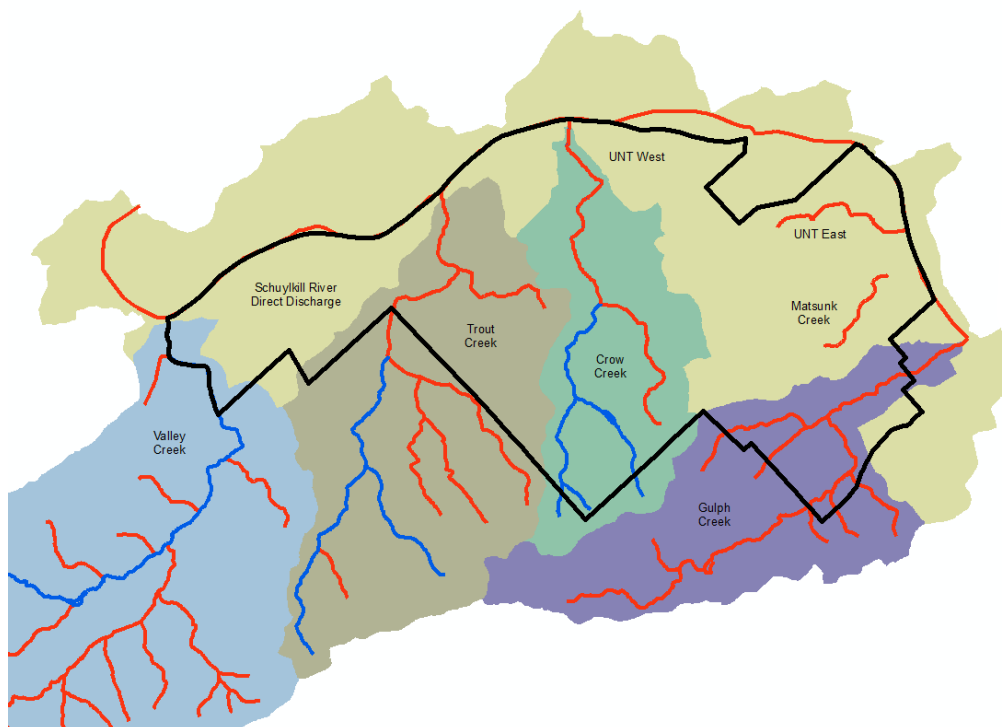 UNT West
UNT East
Schuylkill River
Direct Discharge
Matsunk
Creek
Trout
Creek
Crow
Creek
Valley
Creek
Gulph
Creek